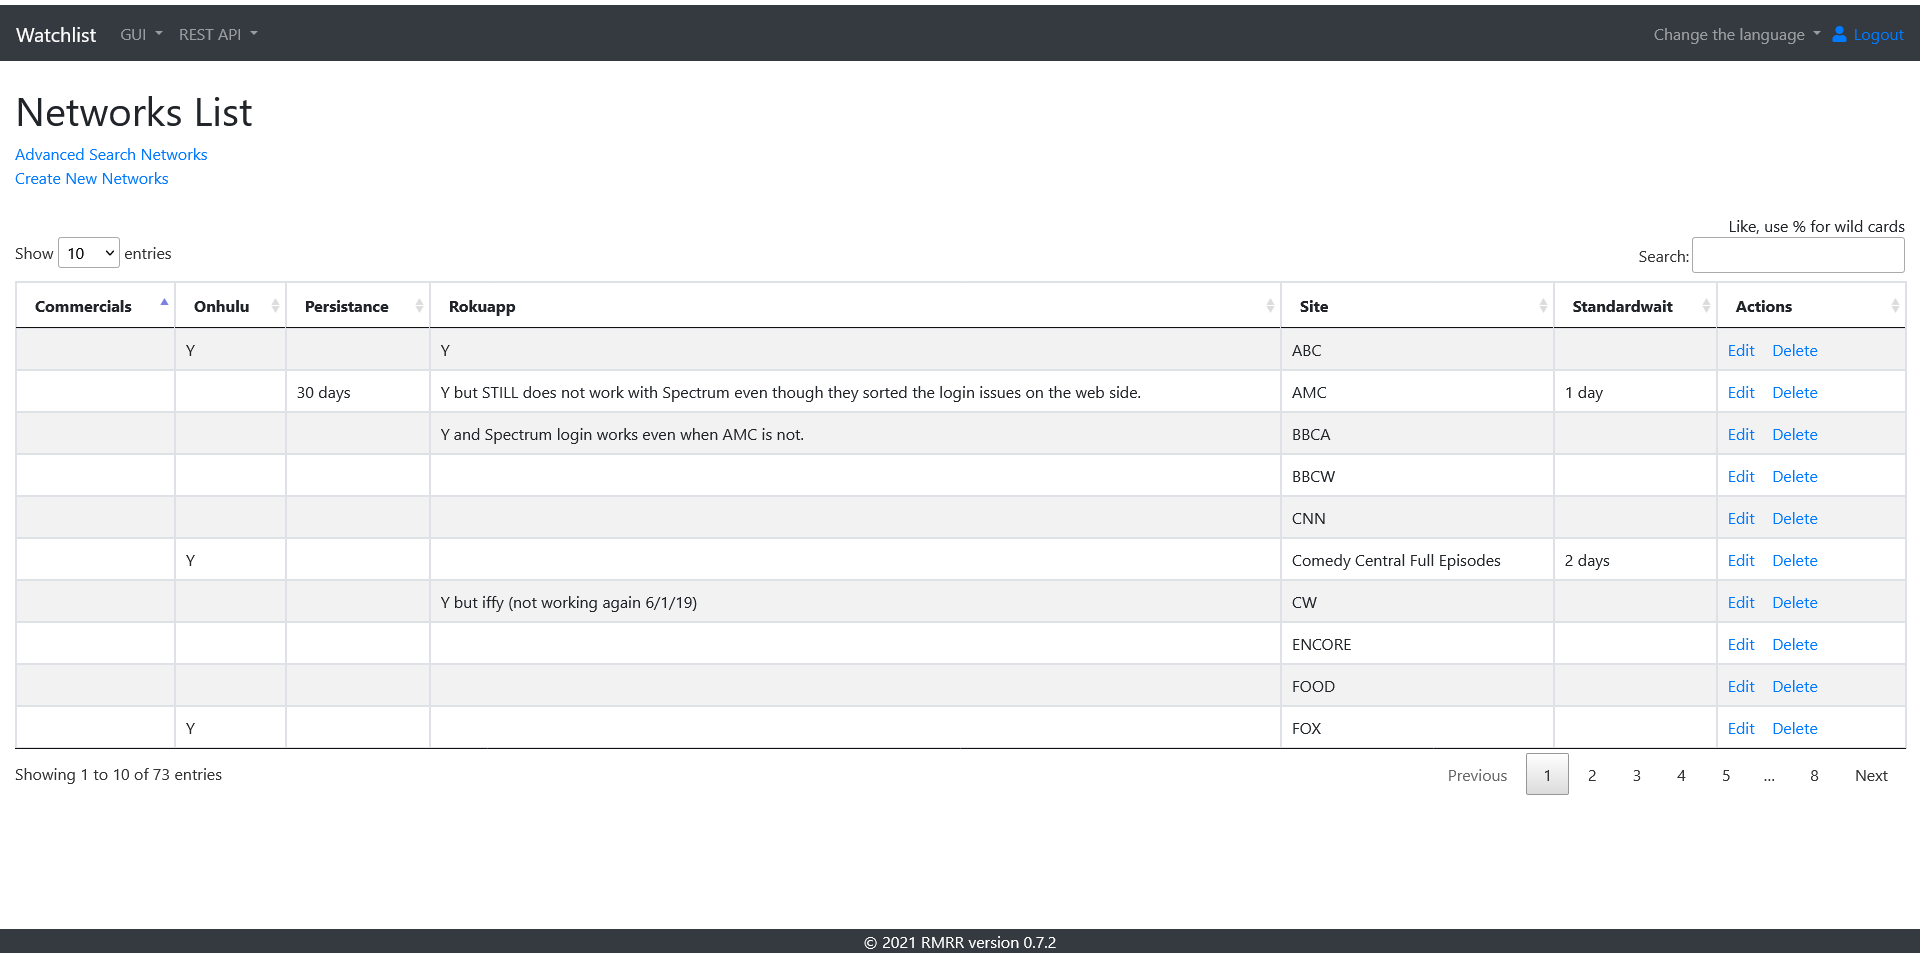 Watchlist GUI REST API Change the language Logout
Networks List
Advanced Search Networks
Create New Networks
Like, use % for wild cards
Show 10 entries Search:
Commercials Onhulu Persistance Rokuapp Site Standardwait Actions
Y Y ABC Edit Delete
30 days Y but STILL does not work with Spectrum even though they sorted the login issues on the web side. AMC 1 day Edit Delete
Y and Spectrum login works even when AMC is not. BBCA Edit Delete
BBCW Edit Delete
CNN Edit Delete
Y Comedy Central Full Episodes 2 days Edit Delete
Y but iffy (not working again 6/1/19) CW Edit Delete
ENCORE Edit Delete
FOOD Edit Delete
Y FOX Edit Delete
Showing 1 to 10 of 73 entries Previous 1 2 3 4 5 ... 8 Next
© 2021 RMRR version 0.7.2